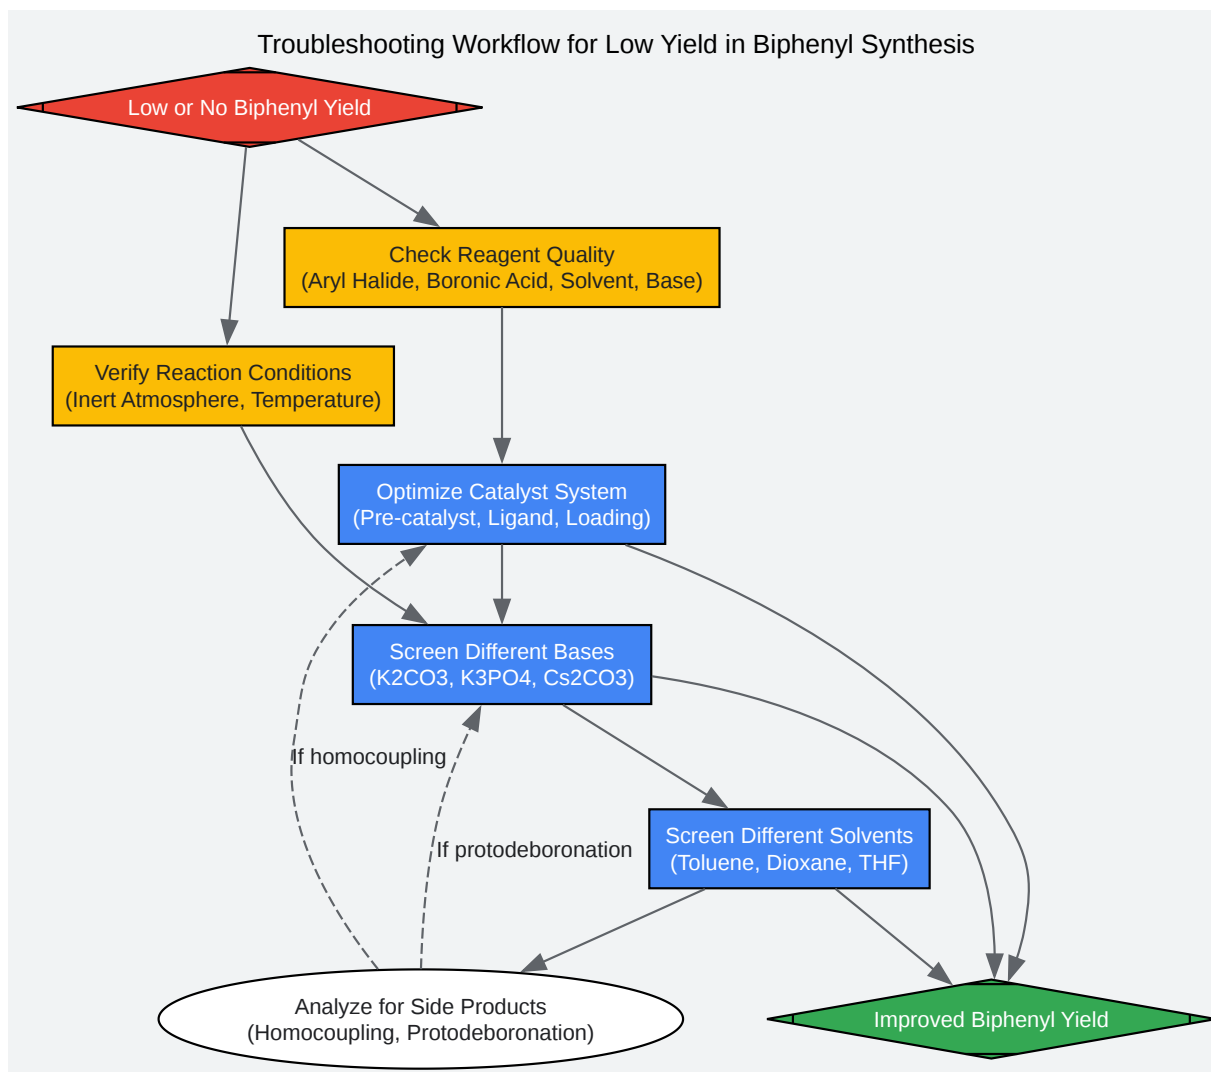 Troubleshooting Workflow for Low Yield in Biphenyl Synthesis
Low or No Biphenyl Yield
Check Reagent Quality
(Aryl Halide, Boronic Acid, Solvent, Base)
Verify Reaction Conditions
(Inert Atmosphere, Temperature)
Optimize Catalyst System
(Pre-catalyst, Ligand, Loading)
Screen Different Bases
(K2CO3, K3PO4, Cs2CO3)
If homocoupling
If protodeboronation
Screen Different Solvents
(Toluene, Dioxane, THF)
Analyze for Side Products
(Homocoupling, Protodeboronation)
Improved Biphenyl Yield